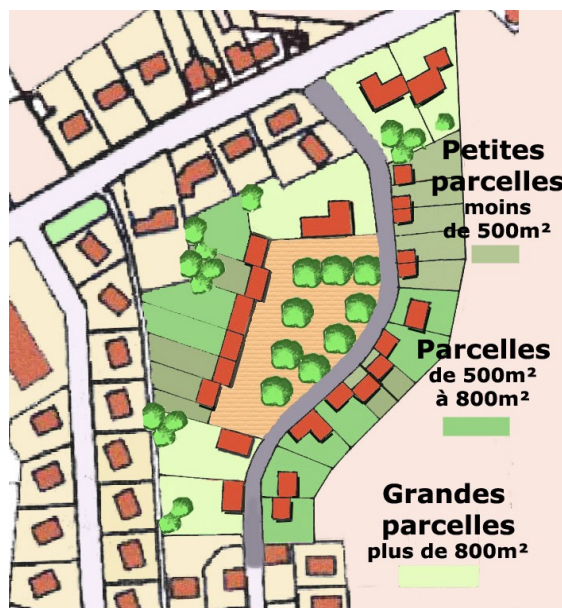 Petites
parcelles
moins
de 500m²
Parcelles
de 500m²
à 800m²
Grandes
parcelles
plus de 800m²